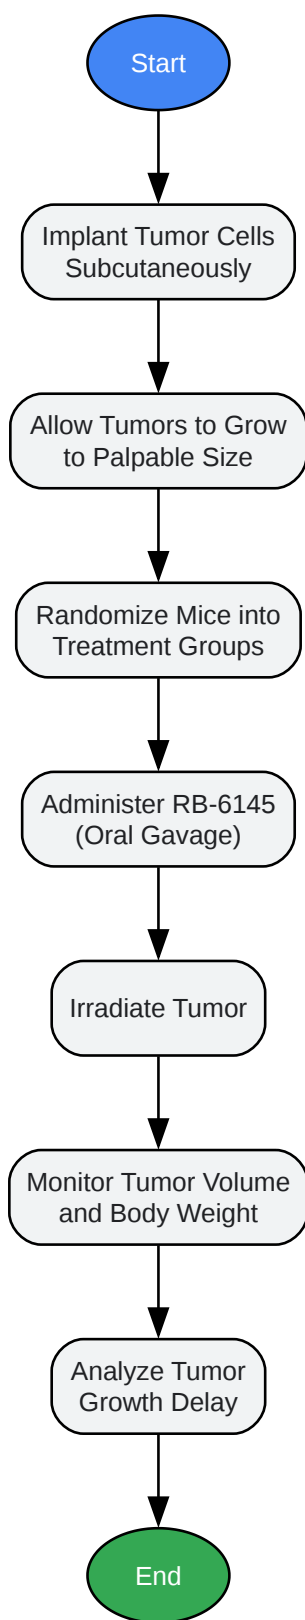 Start
Implant Tumor Cells
Subcutaneously
Allow Tumors to Grow
to Palpable Size
Randomize Mice into
Treatment Groups
Administer RB-6145
(Oral Gavage)
Irradiate Tumor
Monitor Tumor Volume
and Body Weight
Analyze Tumor
Growth Delay
End